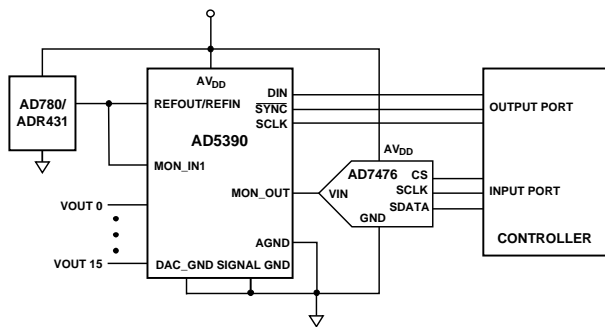 AVDD
AD780/
ADR431
REFOUT/REFIN
AD5390
MON_IN1
MON_OUT
VOUT 0
VOUT 15
AGND
DAC_GND
SIGNAL GND
DIN
SYNC
SCLK
AVDD
AD7476
VIN
CS
SCLK
SDATA
GND
OUTPUT PORT
INPUT PORT
CONTROLLER